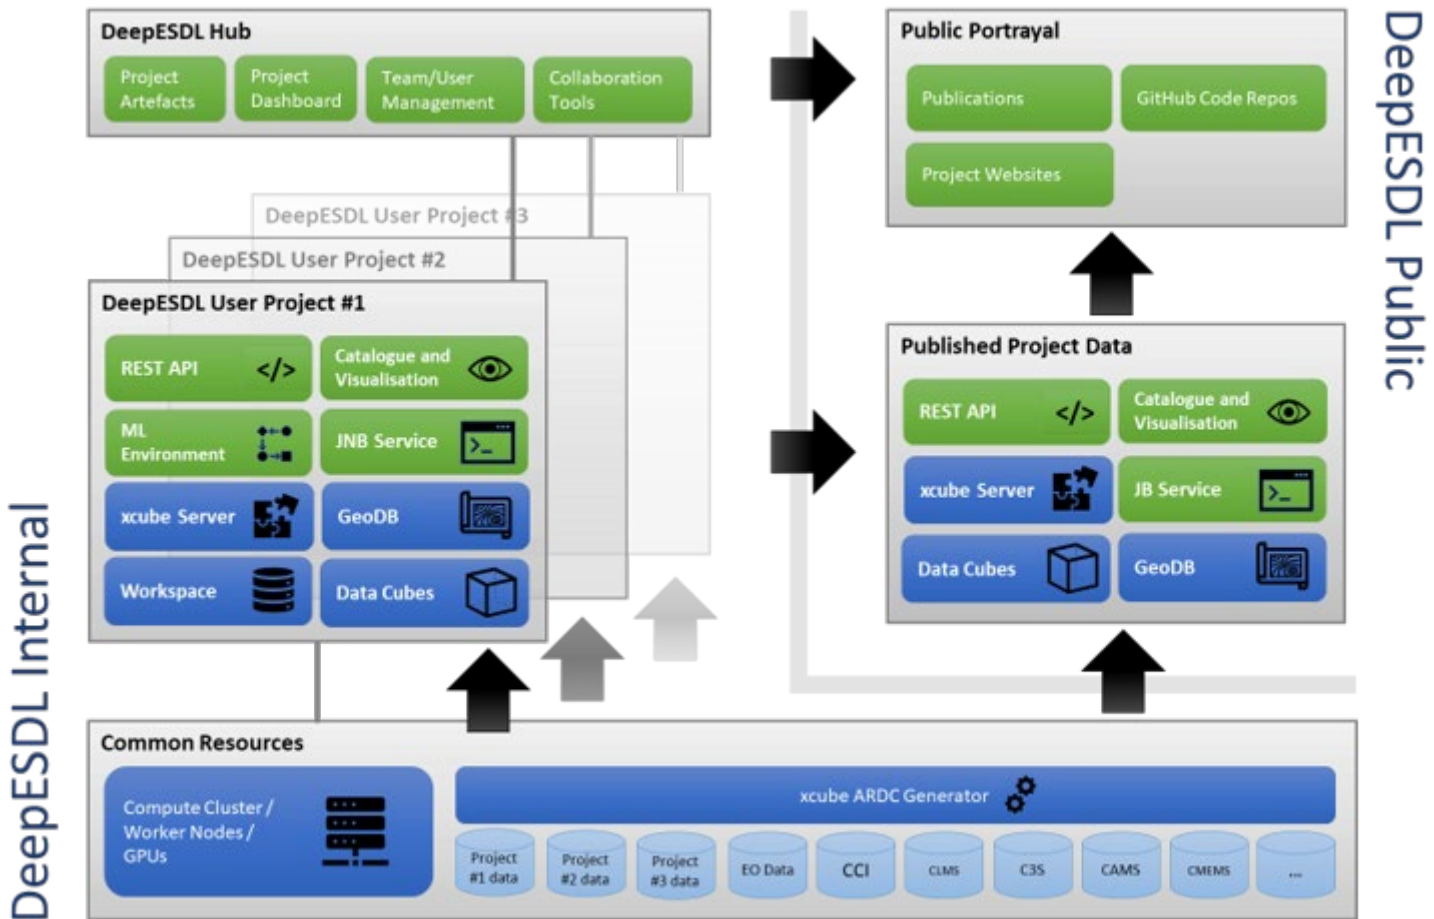 DeepESDL Hub
Project
Artefacts
Project
Dashboard
Team/User
Management
Collaboration
Tools
DeepESDL User Project #3
DeepESDL User Project #2
DeepESDL User Project #1
REST API
</>
Catalogue and
Visualisation
ML
Environment
JNB Service
>_
xcube Server
GeoDB
Workspace
Data Cubes
DeepESDL Internal
Public Portrayal
Publications
GitHub Code Repos
Project Websites
DeepESDL Public
Published Project Data
REST API
</>
Catalogue and
Visualisation
xcube Server
JB Service
>_
Data Cubes
GeoDB
Common Resources
Compute Cluster /
Worker Nodes /
GPUs
xcube ARDC Generator
Project
#1 data
Project
#2 data
Project
#3 data
EO Data
CCI
CLMS
C3S
CAMS
CMEMS
...